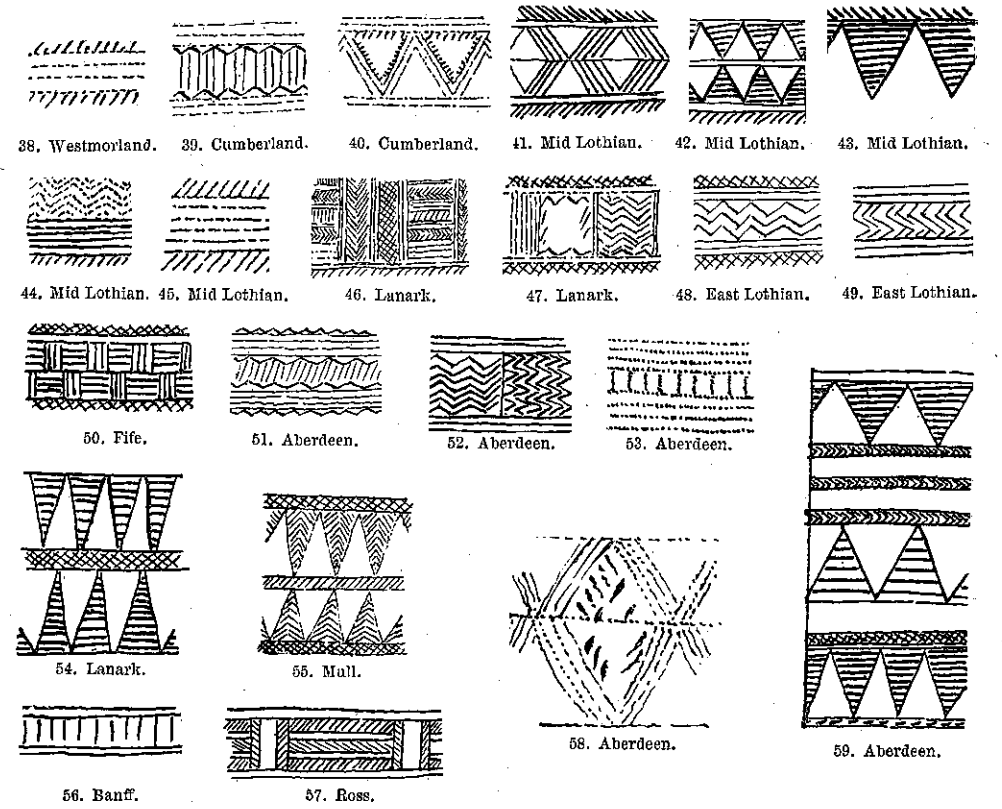 38. Westmorland. 39. Cumberland. 40. Cumberland. 41. Mid Lothian. 42. Mid Lothian. 43. Mid Lothian.
44. Mid Lothian. 45. Mid Lothian. 46. Lanark. 47. Lanark. 48. East Lothian. 49. East Lothian.
50. Fife. 51. Aberdeen. 52. Aberdeen. 53. Aberdeen.
54. Lanark. 55. Mull. 58. Aberdeen. 59. Aberdeen.
56. Banff. 57. Ross.